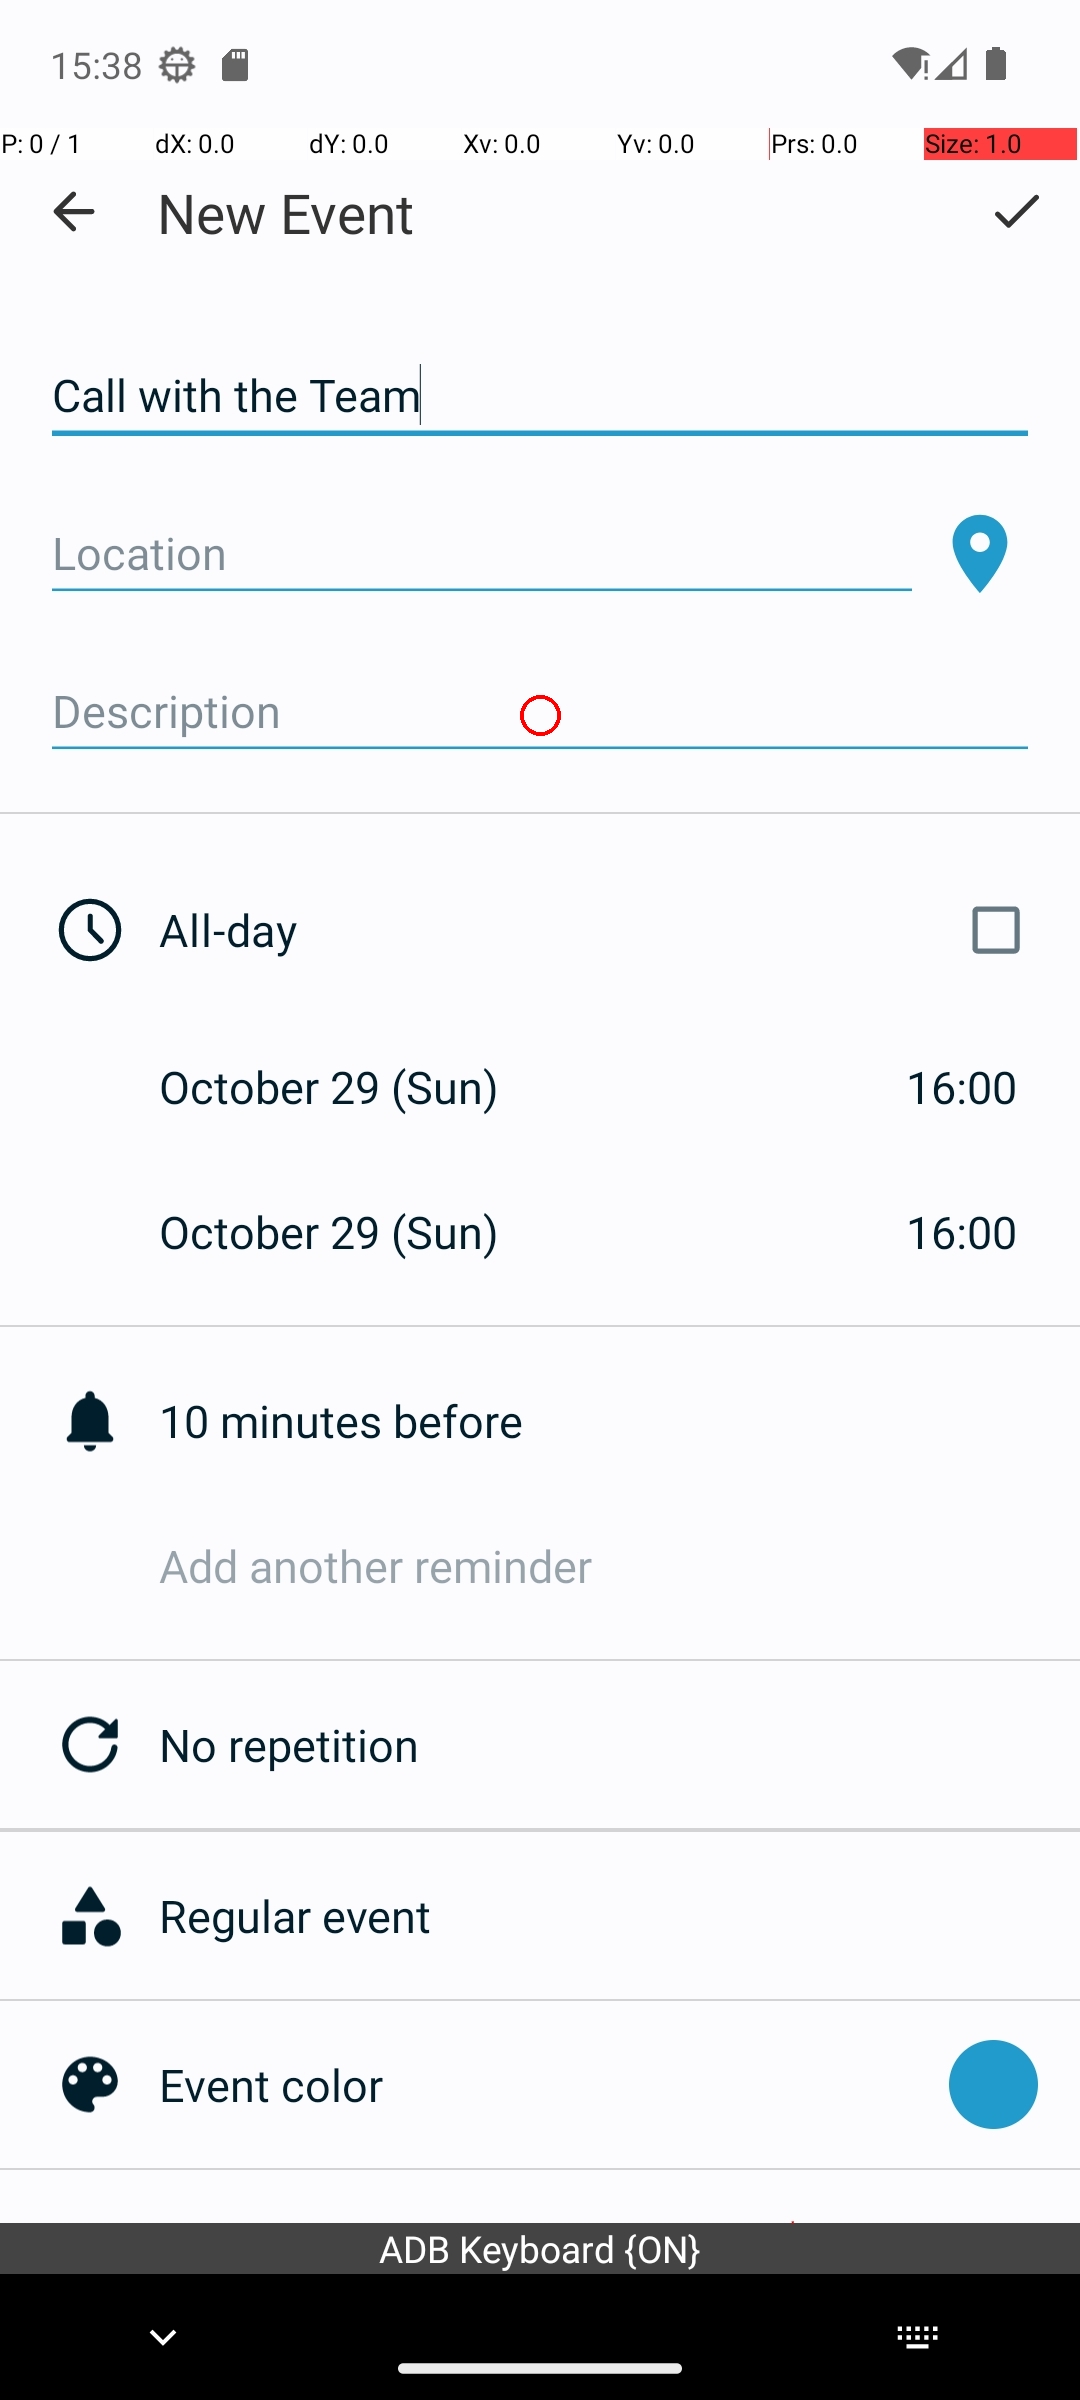 15:38
P: 0 / 1 dX: 0.0 dY: 0.0 Xv: 0.0 Yv: 0.0 Prs: 0.0 Size: 1.0
New Event
Call with the Team
Location
Description
All-day
October 29 (Sun) 16:00
October 29 (Sun) 16:00
10 minutes before
Add another reminder
No repetition
Regular event
Event color
ADB Keyboard {ON}